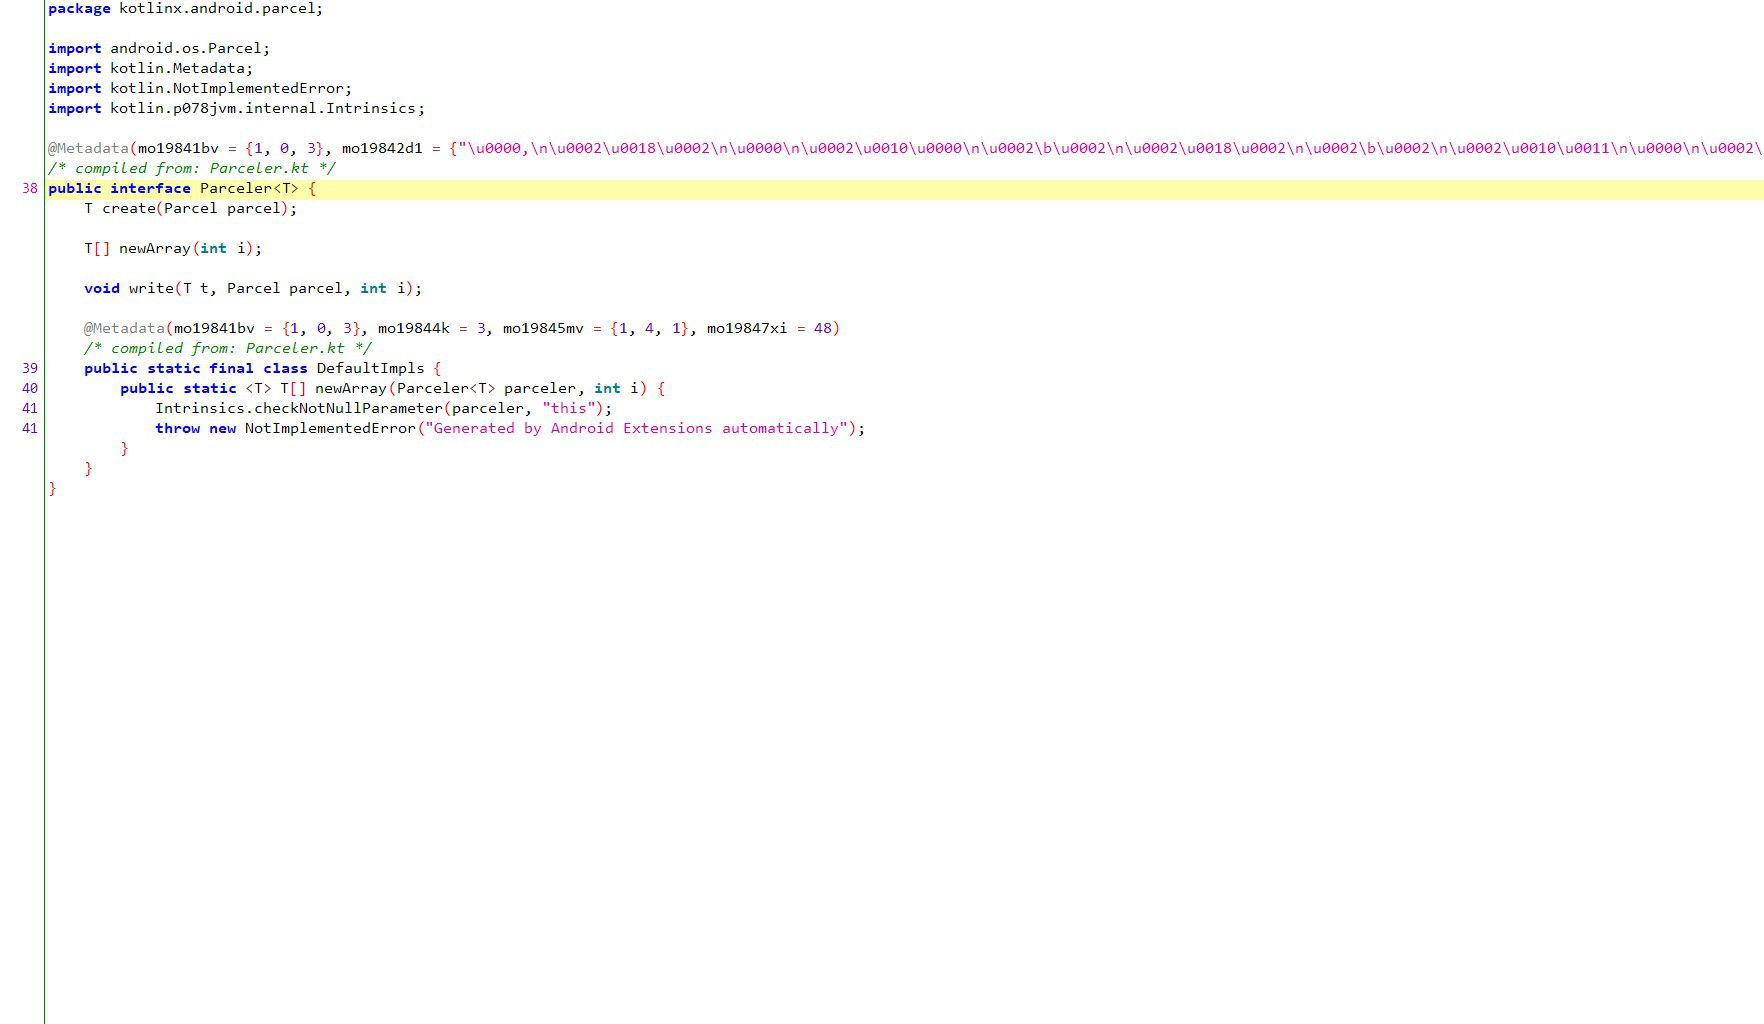 package kotlinx.android.parcel;
import android.os.Parcel;
import kotlin.Metadata;
import kotlin.NotImplementedError;
import kotlin.p078jvm.internal.Intrinsics;
@Metadata(mo19841bv = {1, 0, 3}, mo19842d1 = {"\u0000,\n\u0002\u0018\u0002\n\u0000\n\u0002\u0010\u0000\n\u0002\b\u0002\n\u0002\u0018\u0002\n\u0002\b\u0002\n\u0002\u0010\u0011\n\u0000\n\u0002\
/* compiled from: Parceler.kt */
38 public interface Parceler<T> {
T create(Parcel parcel);
T[] newArray(int i);
void write(T t, Parcel parcel, int i);
@Metadata(mo19841bv = {1, 0, 3}, mo19844k = 3, mo19845mv = {1, 4, 1}, mo19847xi = 48)
/* compiled from: Parceler.kt */
39 public static final class DefaultImpls {
40 public static <T> T[] newArray(Parceler<T> parceler, int i) {
41 Intrinsics.checkNotNullParameter(parceler, "this");
41 throw new NotImplementedError("Generated by Android Extensions automatically");
}
}
}